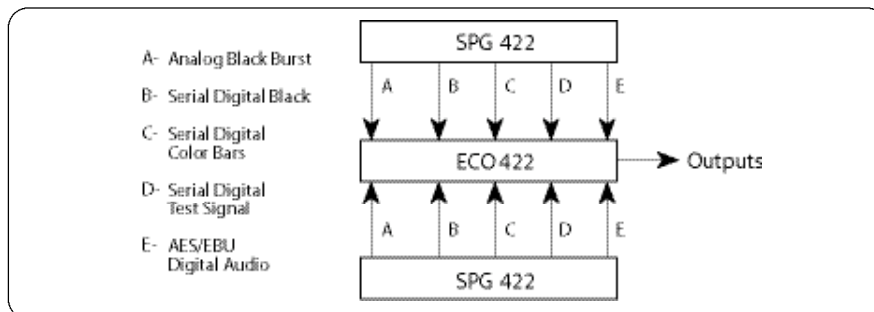 A- Analog Black Burst
B- Serial Digital Black
C- Serial Digital
Color Bars
D- Serial Digital
Test Signal
E- AES/EBU
Digital Audio
SPG 422
A B C D E
ECO 422
Outputs
A B C D E
SPG 422